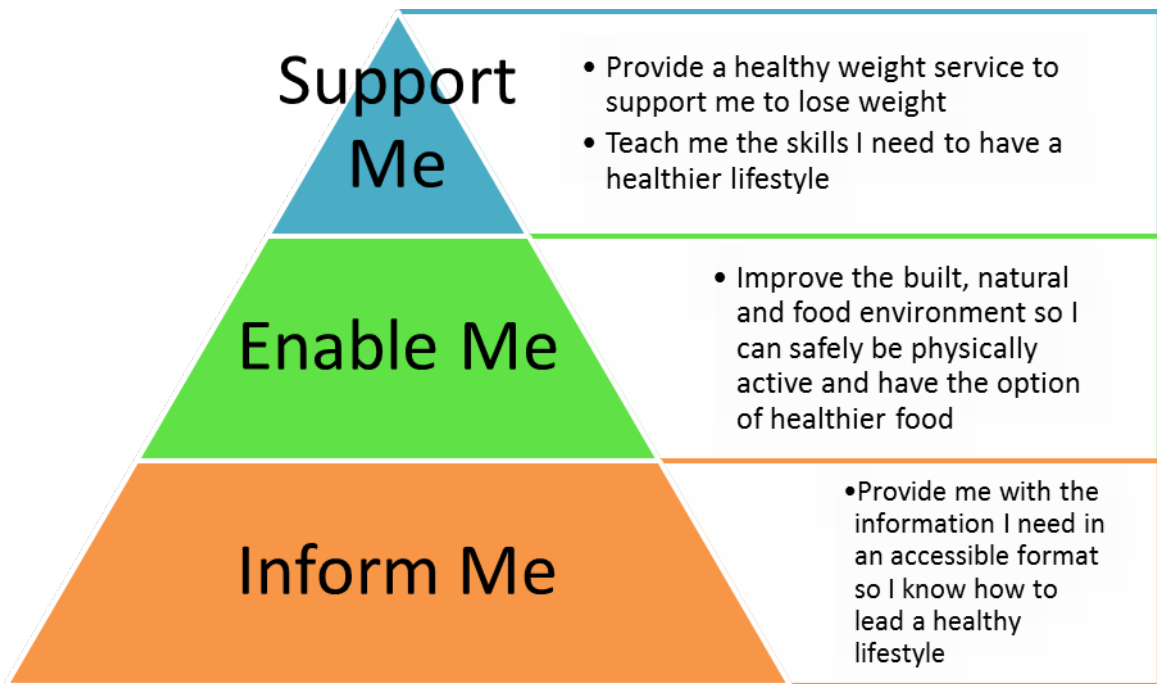 Support
Me
• Provide a healthy weight service to
support me to lose weight
• Teach me the skills I need to have a
healthier lifestyle
Enable Me
• Improve the built, natural
and food environment so I
can safely be physically
active and have the option
of healthier food
Inform Me
•Provide me with the
information I need in
an accessible format
so I know how to
lead a healthy
lifestyle